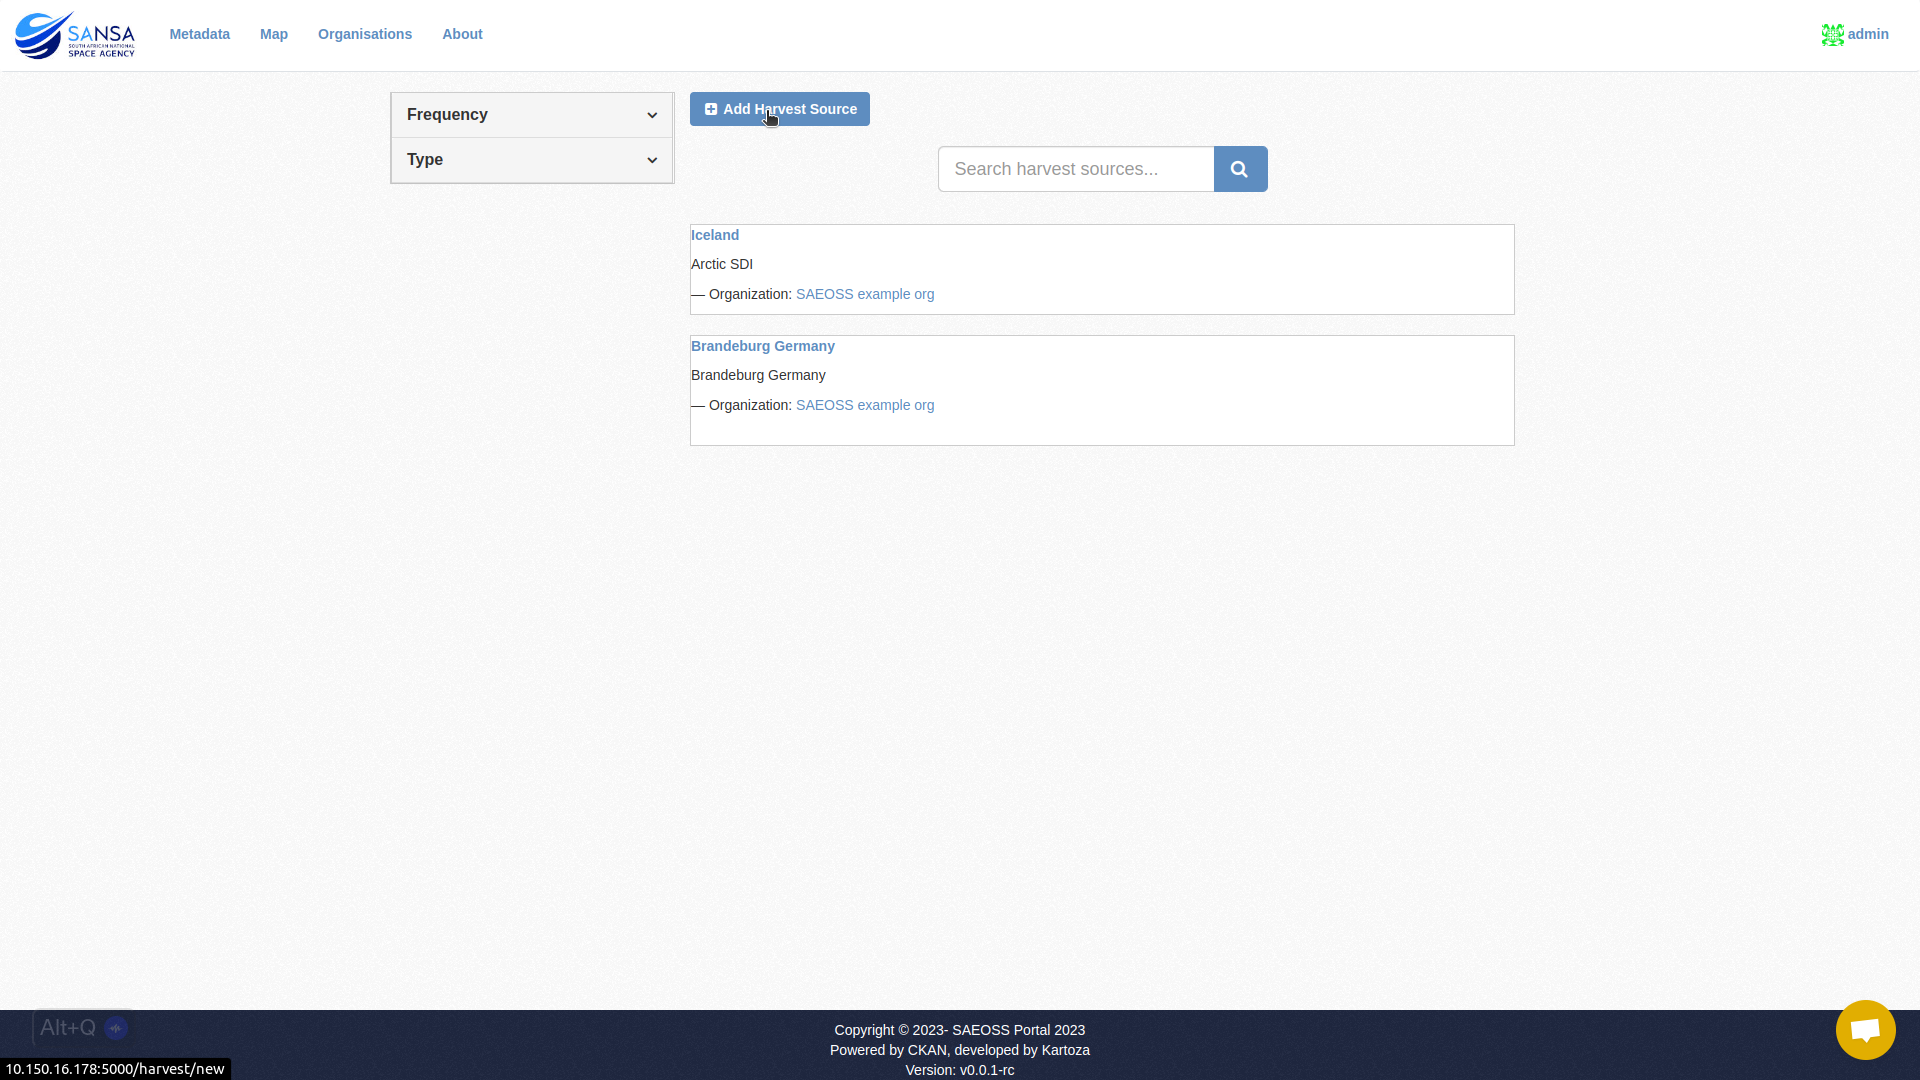 SANSA
SOUTH AFRICAN NATIONAL
SPACE AGENCY
Metadata
Map
Organisations
About
admin
Frequency
Type
Add Harvest Source
Search harvest sources...
Iceland
Arctic SDI
— Organization: SAEOSS example org
Brandeburg Germany
Brandeburg Germany
— Organization: SAEOSS example org
Alt+Q
Copyright © 2023- SAEOSS Portal 2023
Powered by CKAN, developed by Kartoza
Version: v0.0.1-rc
10.150.16.178:5000/harvest/new